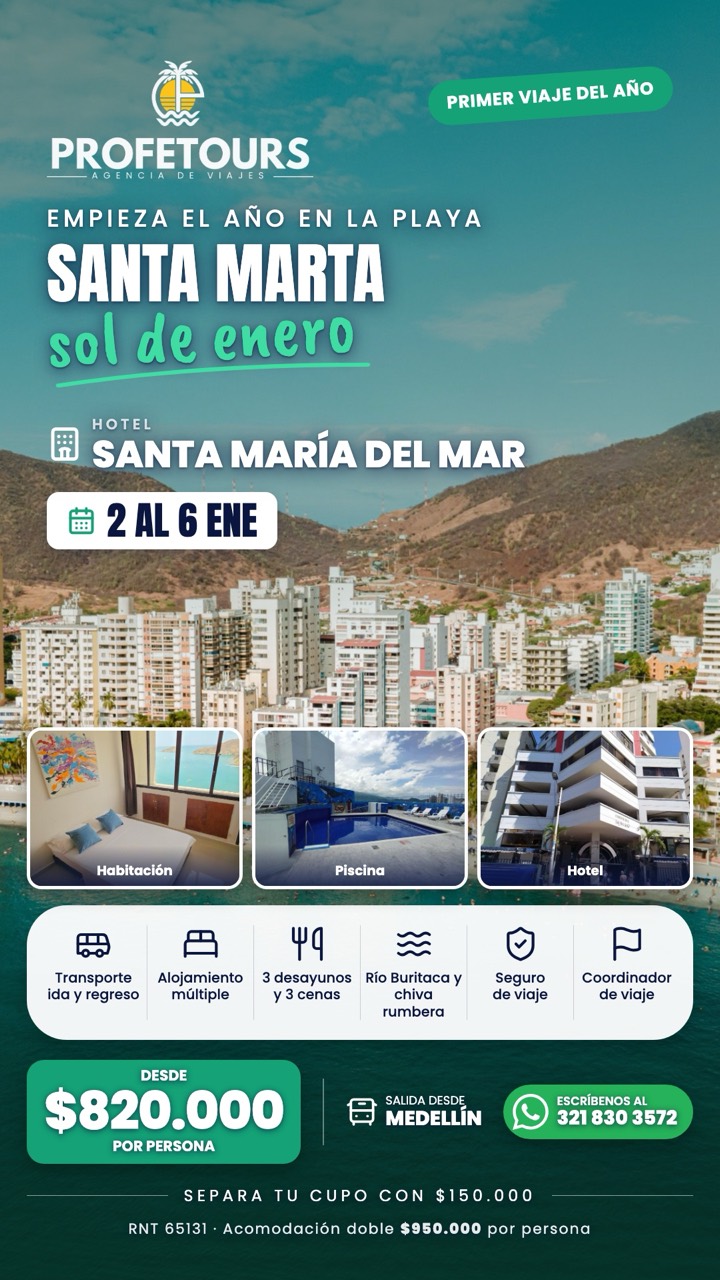 PRIMER VIAJE DEL AÑO
PROFETOURS
AGENCIA DE VIAJES
EMPIEZA EL AÑO EN LA PLAYA
SANTA MARTA
sol de enero
HOTEL
SANTA MARÍA DEL MAR
2 AL 6 ENE
Habitación
Piscina
Hotel
Transporte
ida y regreso
Alojamiento
múltiple
3 desayunos
y 3 cenas
Río Buritaca y
chiva
rumbera
Seguro
de viaje
Coordinador
de viaje
DESDE
$820.000
POR PERSONA
SALIDA DESDE
MEDELLÍN
ESCRÍBENOS AL
321 830 3572
SEPARA TU CUPO CON $150.000
RNT 65131 · Acomodación doble $950.000 por persona